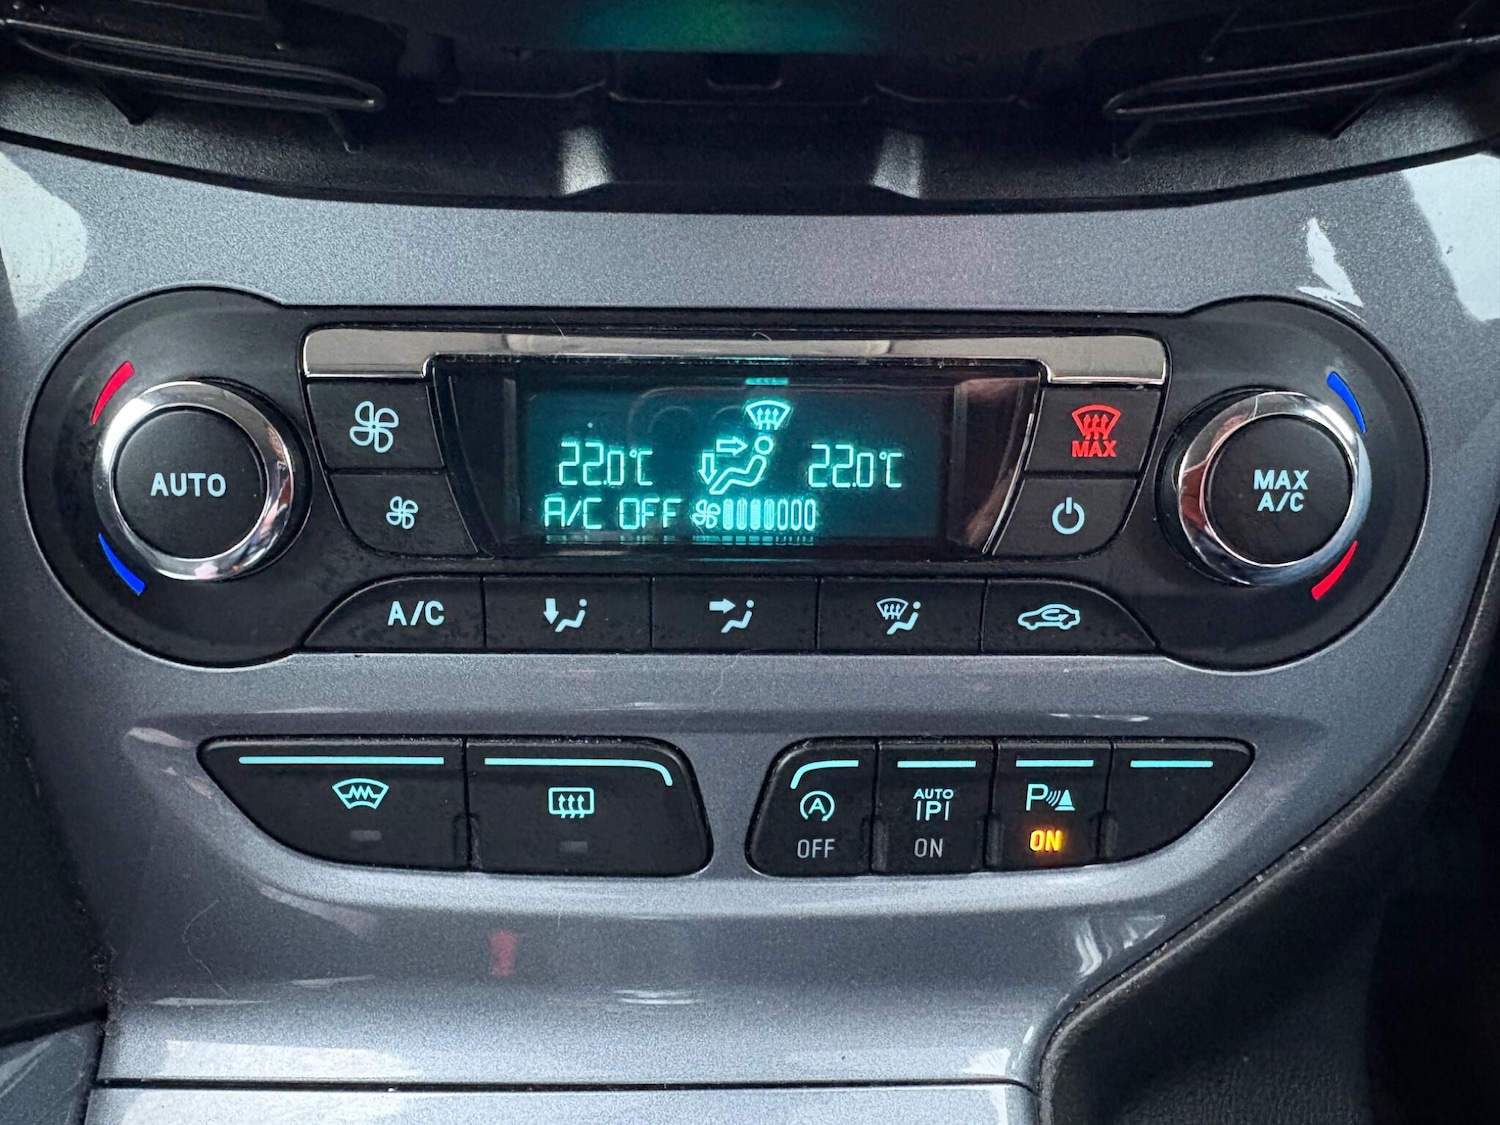 22.0°C 22.0°C
A/C OFF
AUTO
MAX
MAX
A/C
A/C
A
OFF
AUTO
P
ON
P
ON